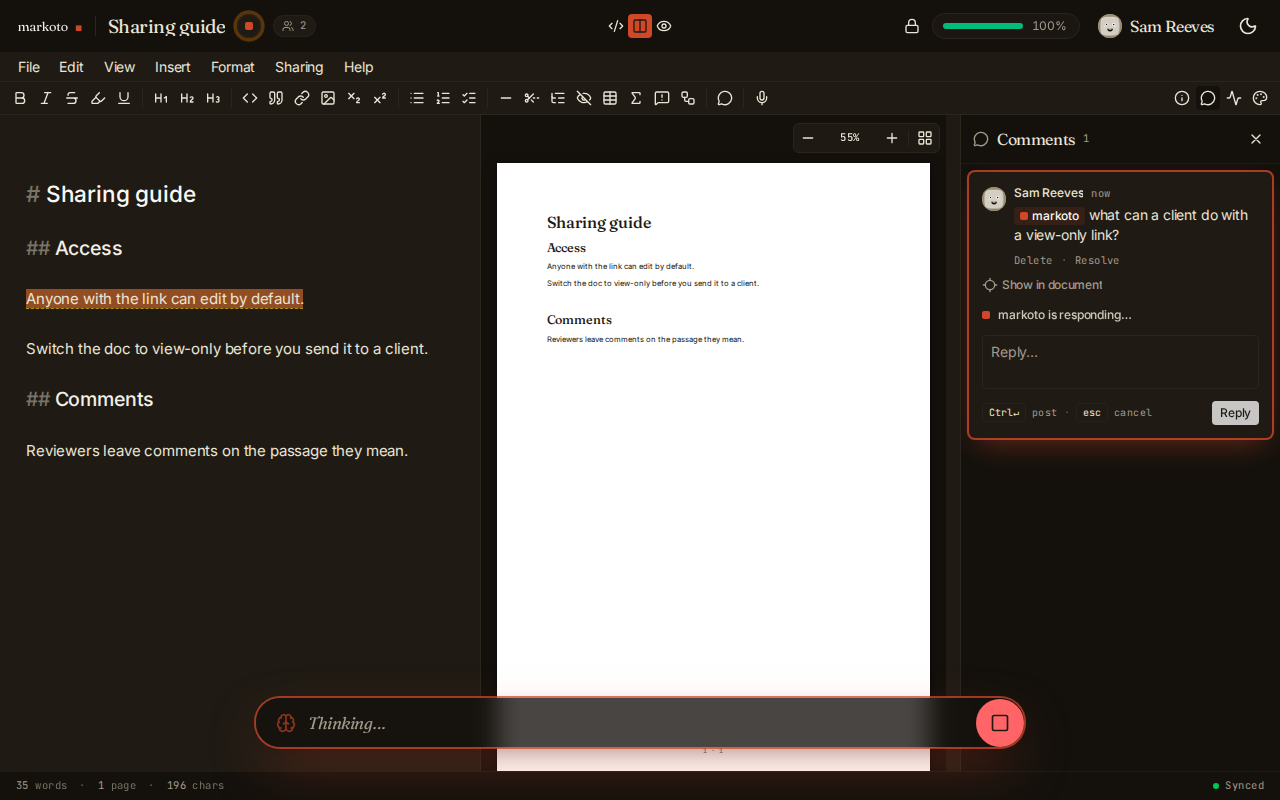 markoto
Sharing guide
2
100%
Sam Reeves
File Edit View Insert Format Sharing Help
H1 H2 H3
55%
# Sharing guide
## Access
Anyone with the link can edit by default.
Switch the doc to view-only before you send it to a client.
## Comments
Reviewers leave comments on the passage they mean.
Sharing guide
Access
Anyone with the link can edit by default.
Switch the doc to view-only before you send it to a client.
Comments
Reviewers leave comments on the passage they mean.
1 - 1
Comments 1
Sam Reeves now
markoto what can a client do with
a view-only link?
Delete · Resolve
Show in document
markoto is responding...
Reply...
Ctrl↵ post · esc cancel
Reply
Thinking...
35 words · 1 page · 196 chars
Synced